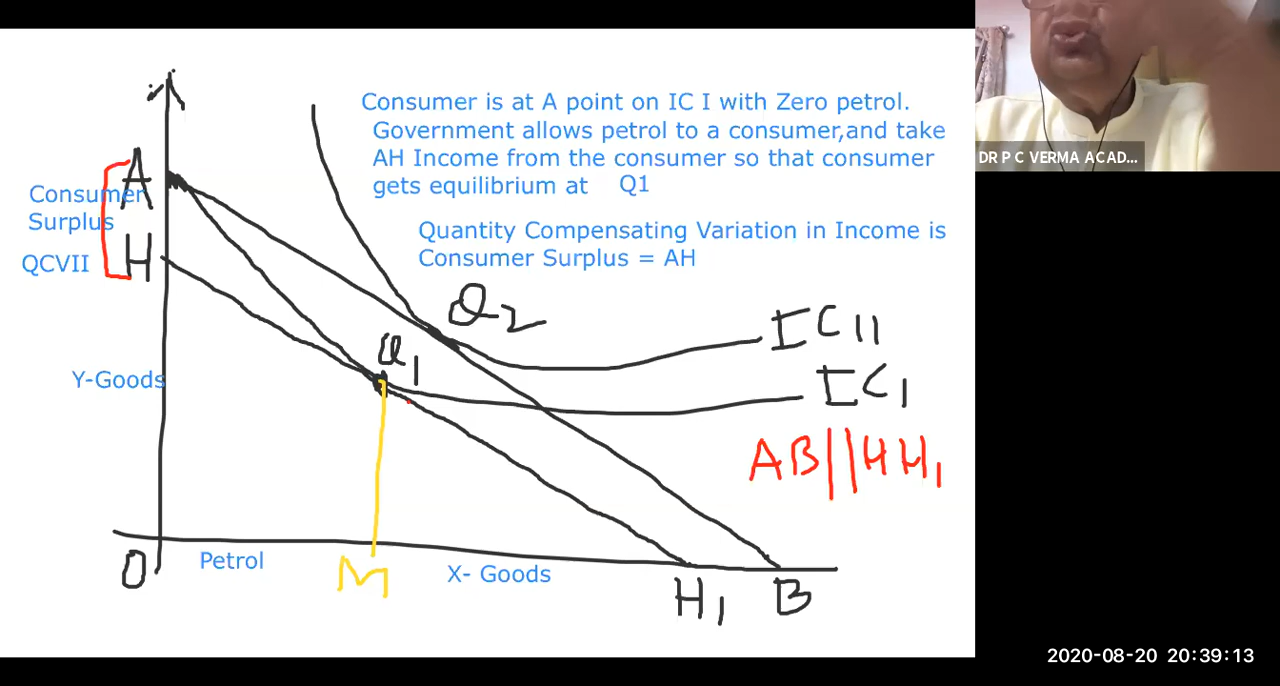 Consumer is at A point on IC I with Zero petrol.
Government allows petrol to a consumer,and take
AH Income from the consumer so that consumer
gets equilibrium at Q1
Quantity Compensating Variation in Income is
Consumer Surplus = AH
DR P C VERMA ACAD...
A
Consumer
Surplus
H
QCVII
Q2
Q1
IC II
IC1
Y-Goods
AB||HH1
O
Petrol
M
X- Goods
H1
B
2020-08-20 20:39:13